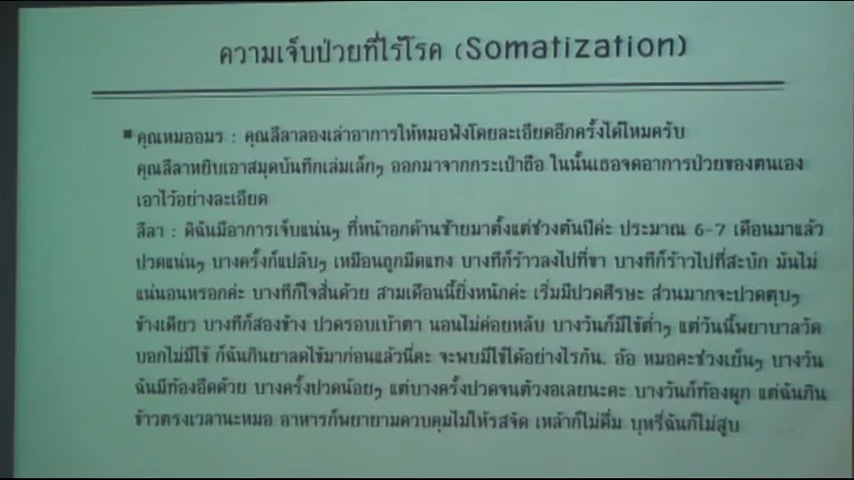 ความเจ็บป่วยที่ไร้โรค (Somatization)
▪ คุณหมออมร : คุณลีลาลองเล่าอาการให้หมอฟังโดยละเอียดอีกครั้งได้ไหมครับ
คุณลีลาหยิบเอาสมุดบันทึกเล่มเล็กๆ ออกมาจากกระเป๋าถือ ในนั้นเธอจดอาการป่วยของตนเอง
เอาไว้อย่างละเอียด
ลีลา : ดิฉันมีอาการเจ็บแน่นๆ ที่หน้าอกด้านซ้ายมาตั้งแต่ช่วงต้นปีค่ะ ประมาณ 6-7 เดือนมาแล้ว
ปวดแน่นๆ บางครั้งก็แปล๊บๆ เหมือนถูกมีดแทง บางทีก็ร้าวลงไปที่ขา บางทีก็ร้าวไปที่สะบัก มันไม่
แน่นอนหรอกค่ะ บางทีก็ใจสั่นด้วย สามเดือนนี้ยิ่งหนักค่ะ เริ่มมีปวดศีรษะ ส่วนมากจะปวดตุบๆ
ข้างเดียว บางทีก็สองข้าง ปวดรอบเบ้าตา นอนไม่ค่อยหลับ บางวันก็มีไข้ต่ำๆ แต่วันนี้พยาบาลวัด
บอกไม่มีไข้ ก็ฉันกินยาลดไข้มาก่อนแล้วนี่คะ จะพบมีไข้ได้อย่างไรกัน. อ้อ หมอคะช่วงเย็นๆ บางวัน
ฉันมีท้องอืดด้วย บางครั้งปวดน้อยๆ แต่บางครั้งปวดจนตัวงอเลยนะคะ บางวันก็ท้องผูก แต่ฉันกิน
ข้าวตรงเวลานะหมอ อาหารก็พยายามควบคุมไม่ให้รสจัด เหล้าก็ไม่ดื่ม บุหรี่ฉันก็ไม่สูบ